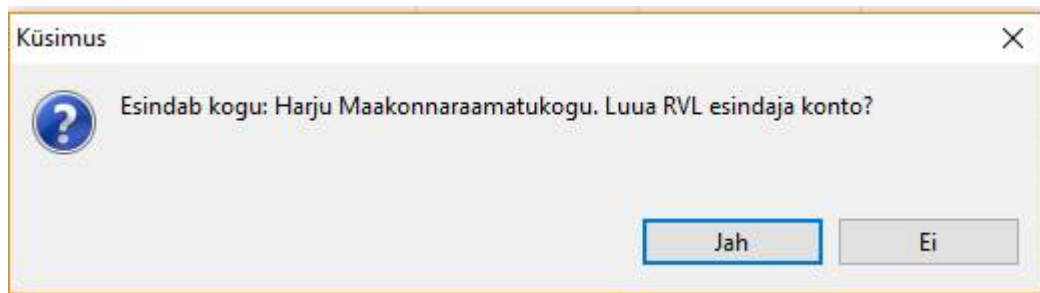 Küsimus
Esindab kogu: Harju Maakonnaraamatukogu. Luua RVL esindaja konto?
Jah
Ei